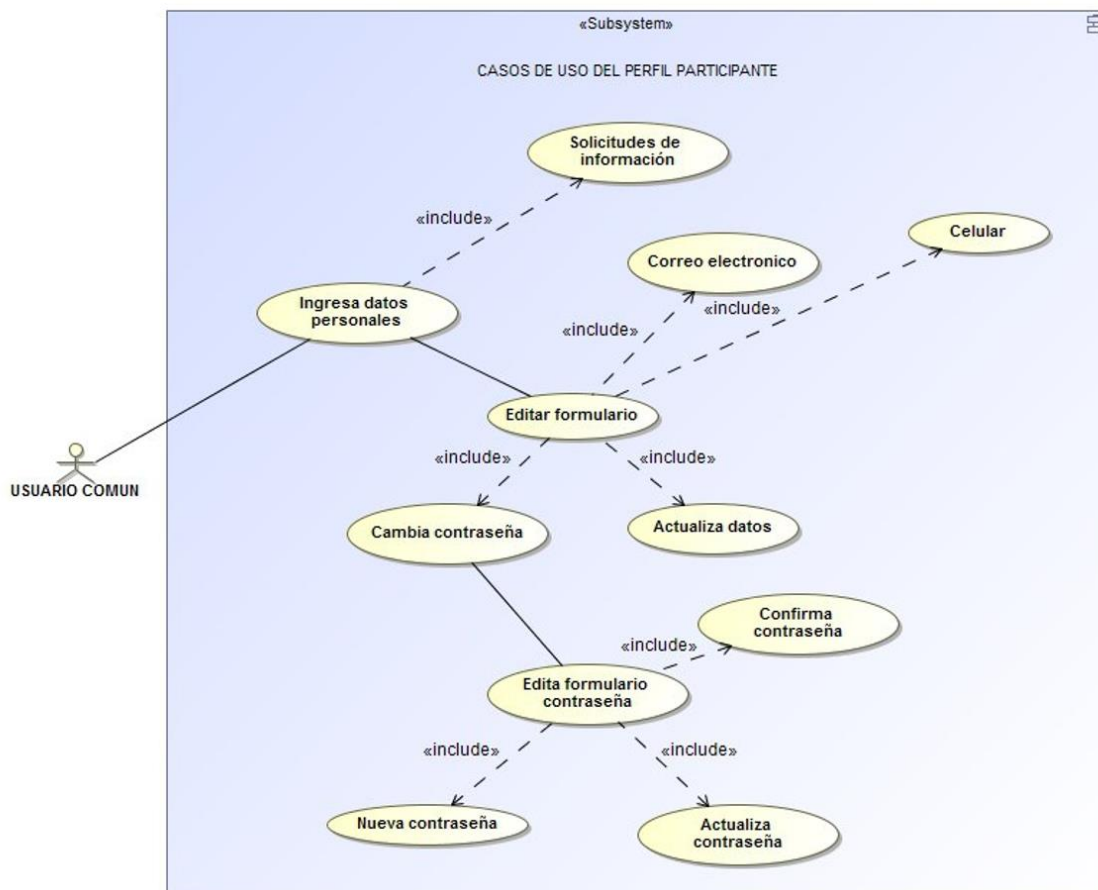 «Subsystem»
CASOS DE USO DEL PERFIL PARTICIPANTE
Solicitudes de
información
«include»
Celular
Correo electronico
«include»
Ingresa datos
personales
«include»
Editar formulario
«include»
«include»
USUARIO COMUN
Cambia contraseña
Actualiza datos
Confirma
contraseña
«include»
Edita formulario
contraseña
«include»
«include»
Nueva contraseña
Actualiza
contraseña